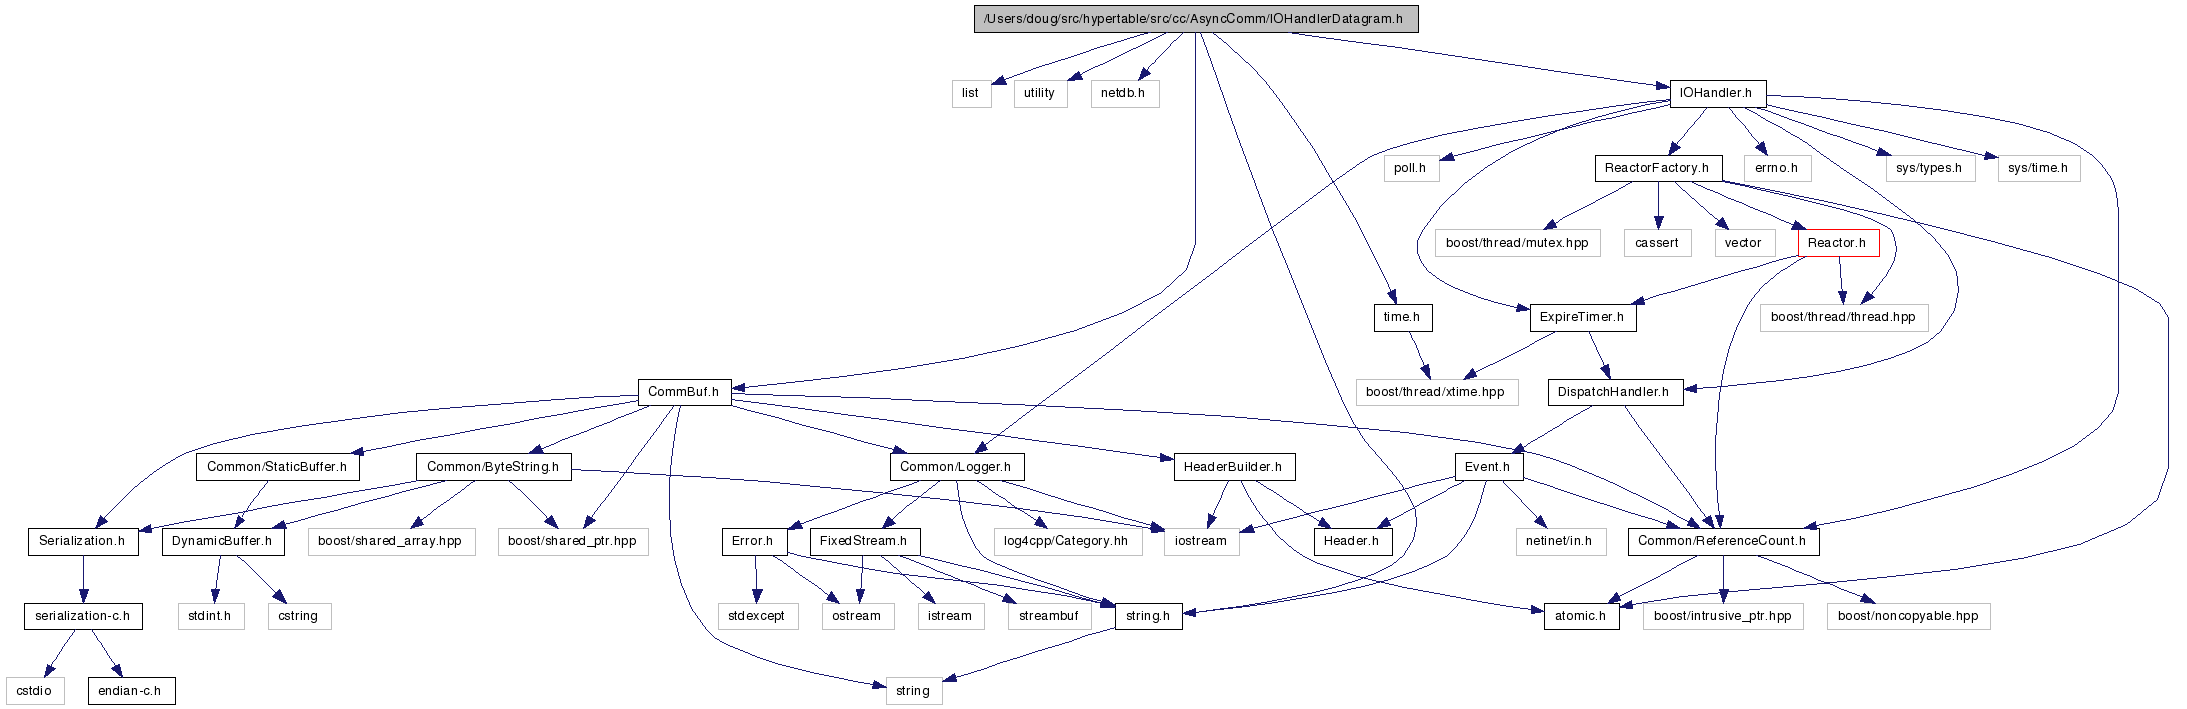 /Users/doug/src/hypertable/src/cc/AsyncComm/IOHandlerDatagram.h
list
utility
netdb.h
IOHandler.h
poll.h
ReactorFactory.h
errno.h
sys/types.h
sys/time.h
boost/thread/mutex.hpp
cassert
vector
Reactor.h
time.h
ExpireTimer.h
boost/thread/thread.hpp
CommBuf.h
boost/thread/xtime.hpp
DispatchHandler.h
Common/StaticBuffer.h
Common/ByteString.h
Common/Logger.h
HeaderBuilder.h
Event.h
Serialization.h
DynamicBuffer.h
boost/shared_array.hpp
boost/shared_ptr.hpp
Error.h
FixedStream.h
log4cpp/Category.hh
iostream
Header.h
netinet/in.h
Common/ReferenceCount.h
serialization-c.h
stdint.h
cstring
stdexcept
ostream
istream
streambuf
string.h
atomic.h
boost/intrusive_ptr.hpp
boost/noncopyable.hpp
cstdio
endian-c.h
string